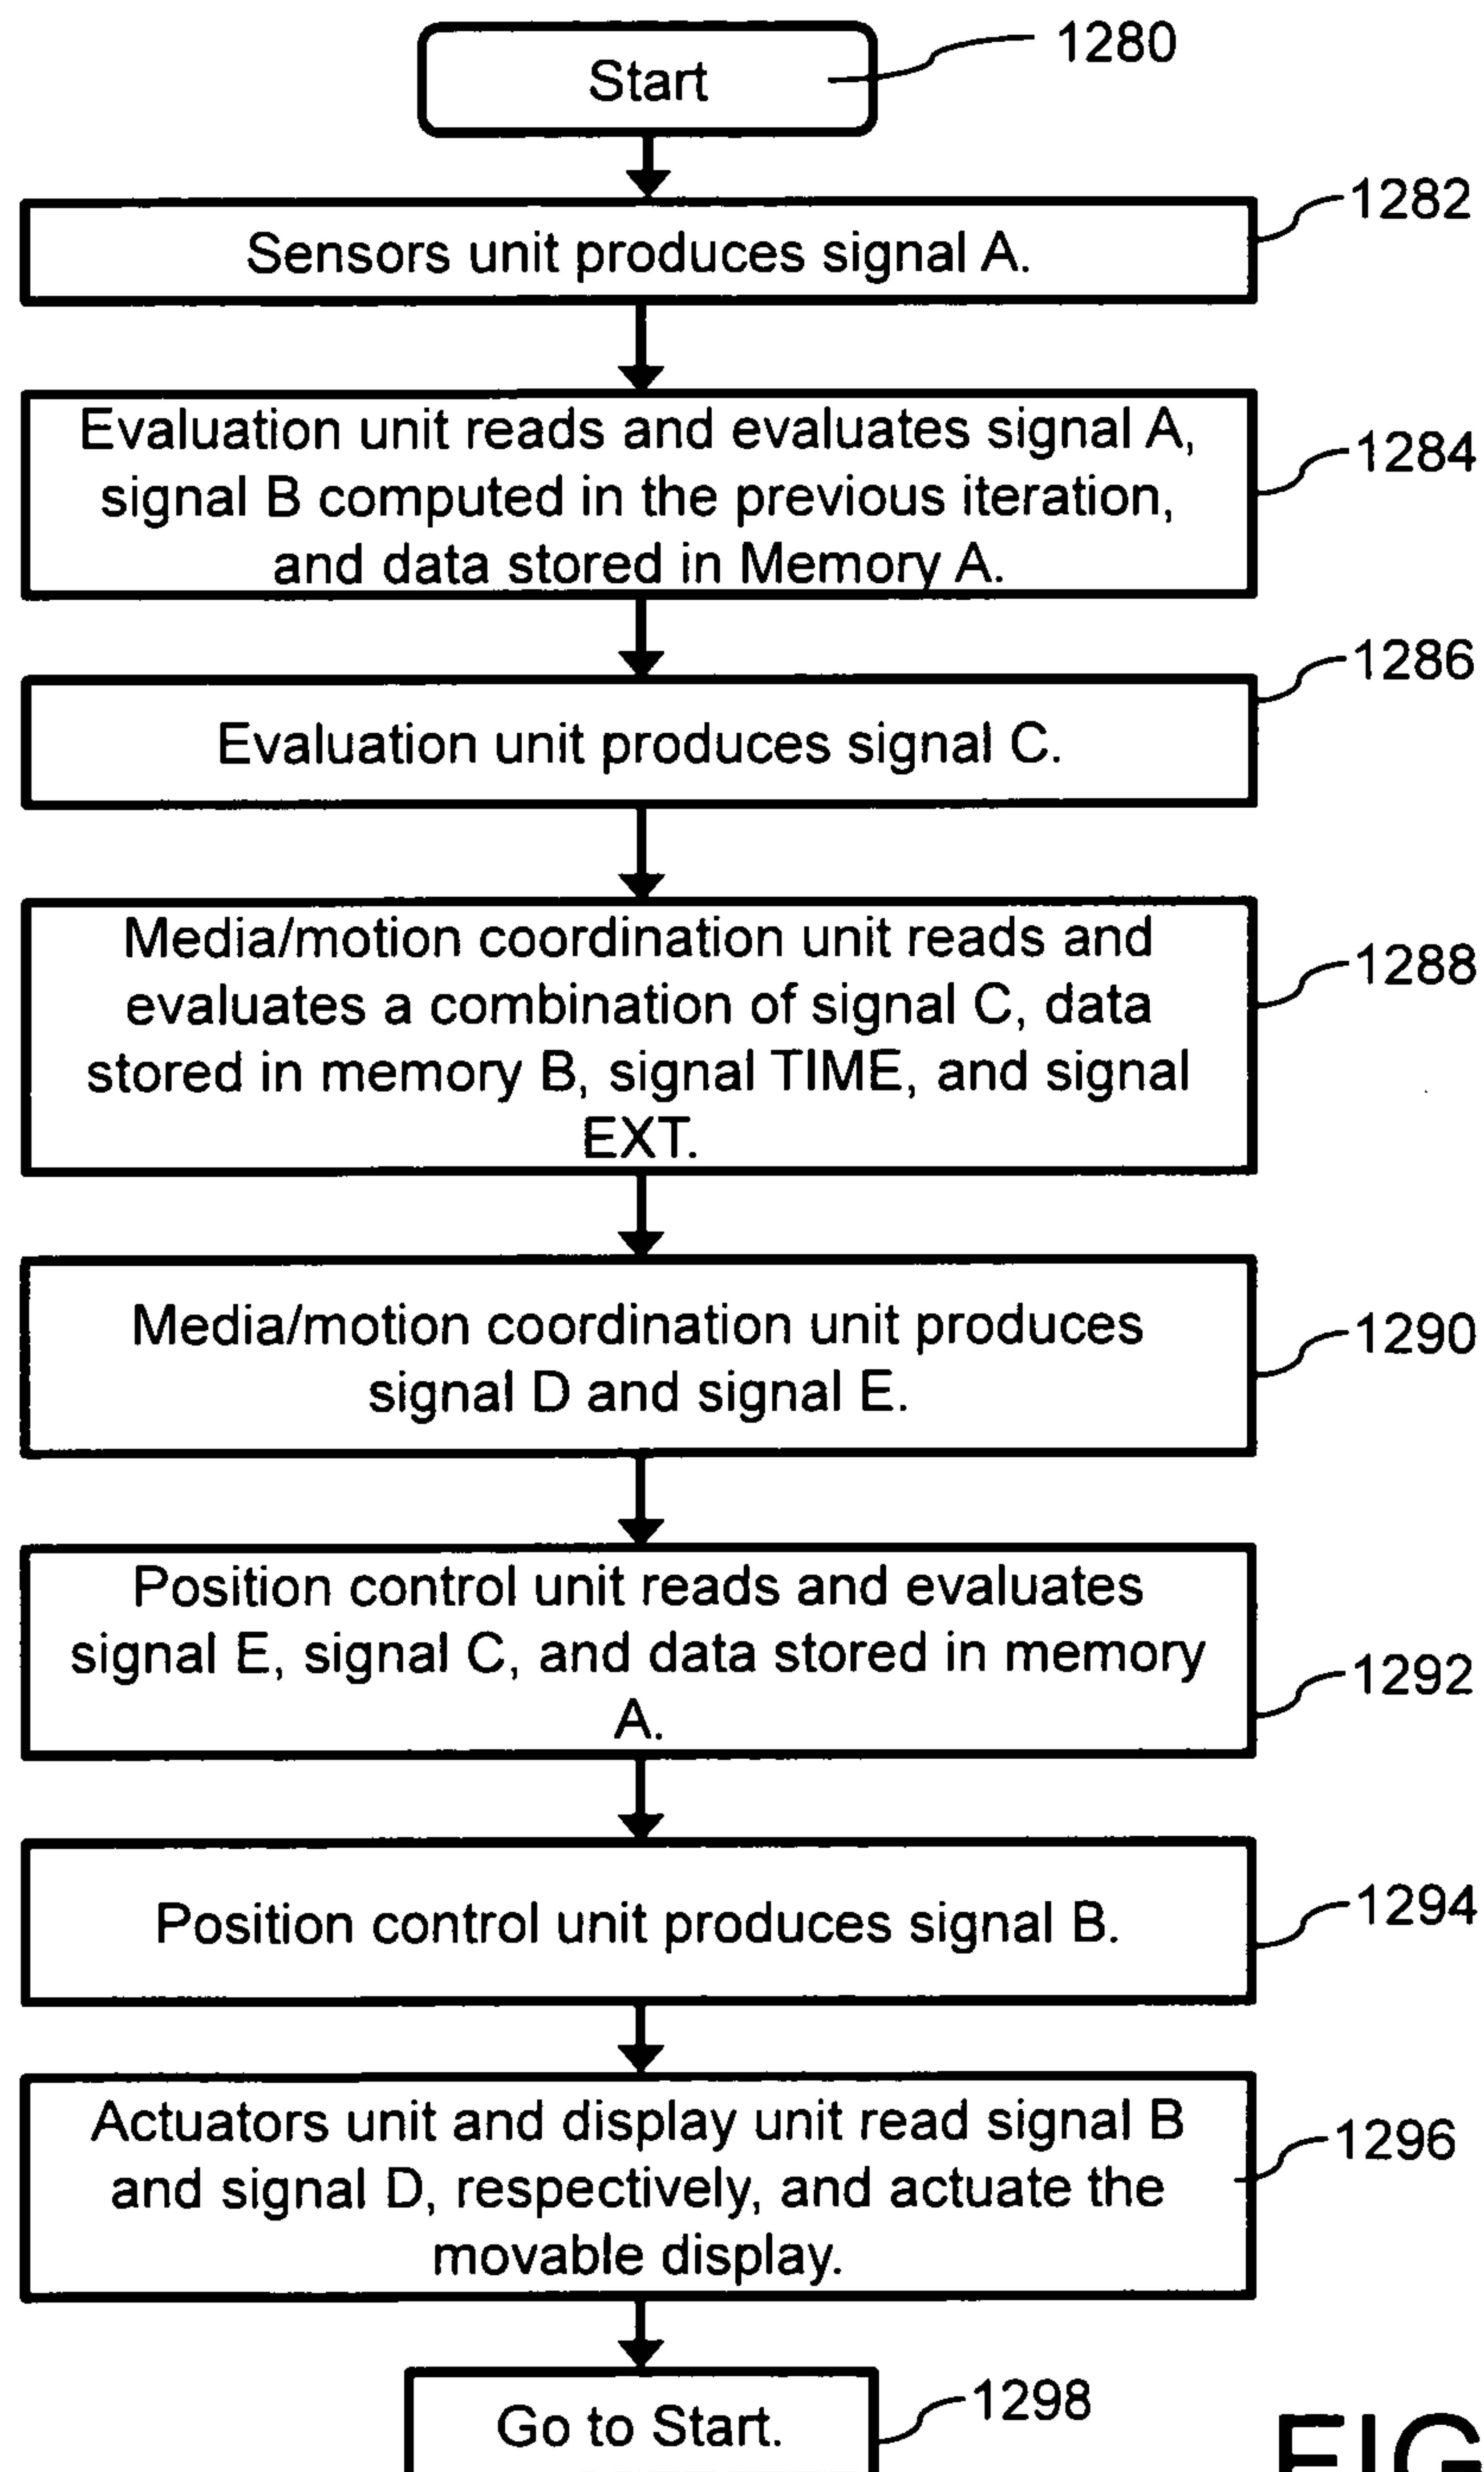 Start
1280
Sensors unit produces signal A.
1282
Evaluation unit reads and evaluates signal A,
signal B computed in the previous iteration,
and data stored in Memory A.
1284
Evaluation unit produces signal C.
1286
Media/motion coordination unit reads and
evaluates a combination of signal C, data
stored in memory B, signal TIME, and signal
EXT.
1288
Media/motion coordination unit produces
signal D and signal E.
1290
Position control unit reads and evaluates
signal E, signal C, and data stored in memory
A.
1292
Position control unit produces signal B.
1294
Actuators unit and display unit read signal B
and signal D, respectively, and actuate the
movable display.
1296
Go to Start.
1298
FIG